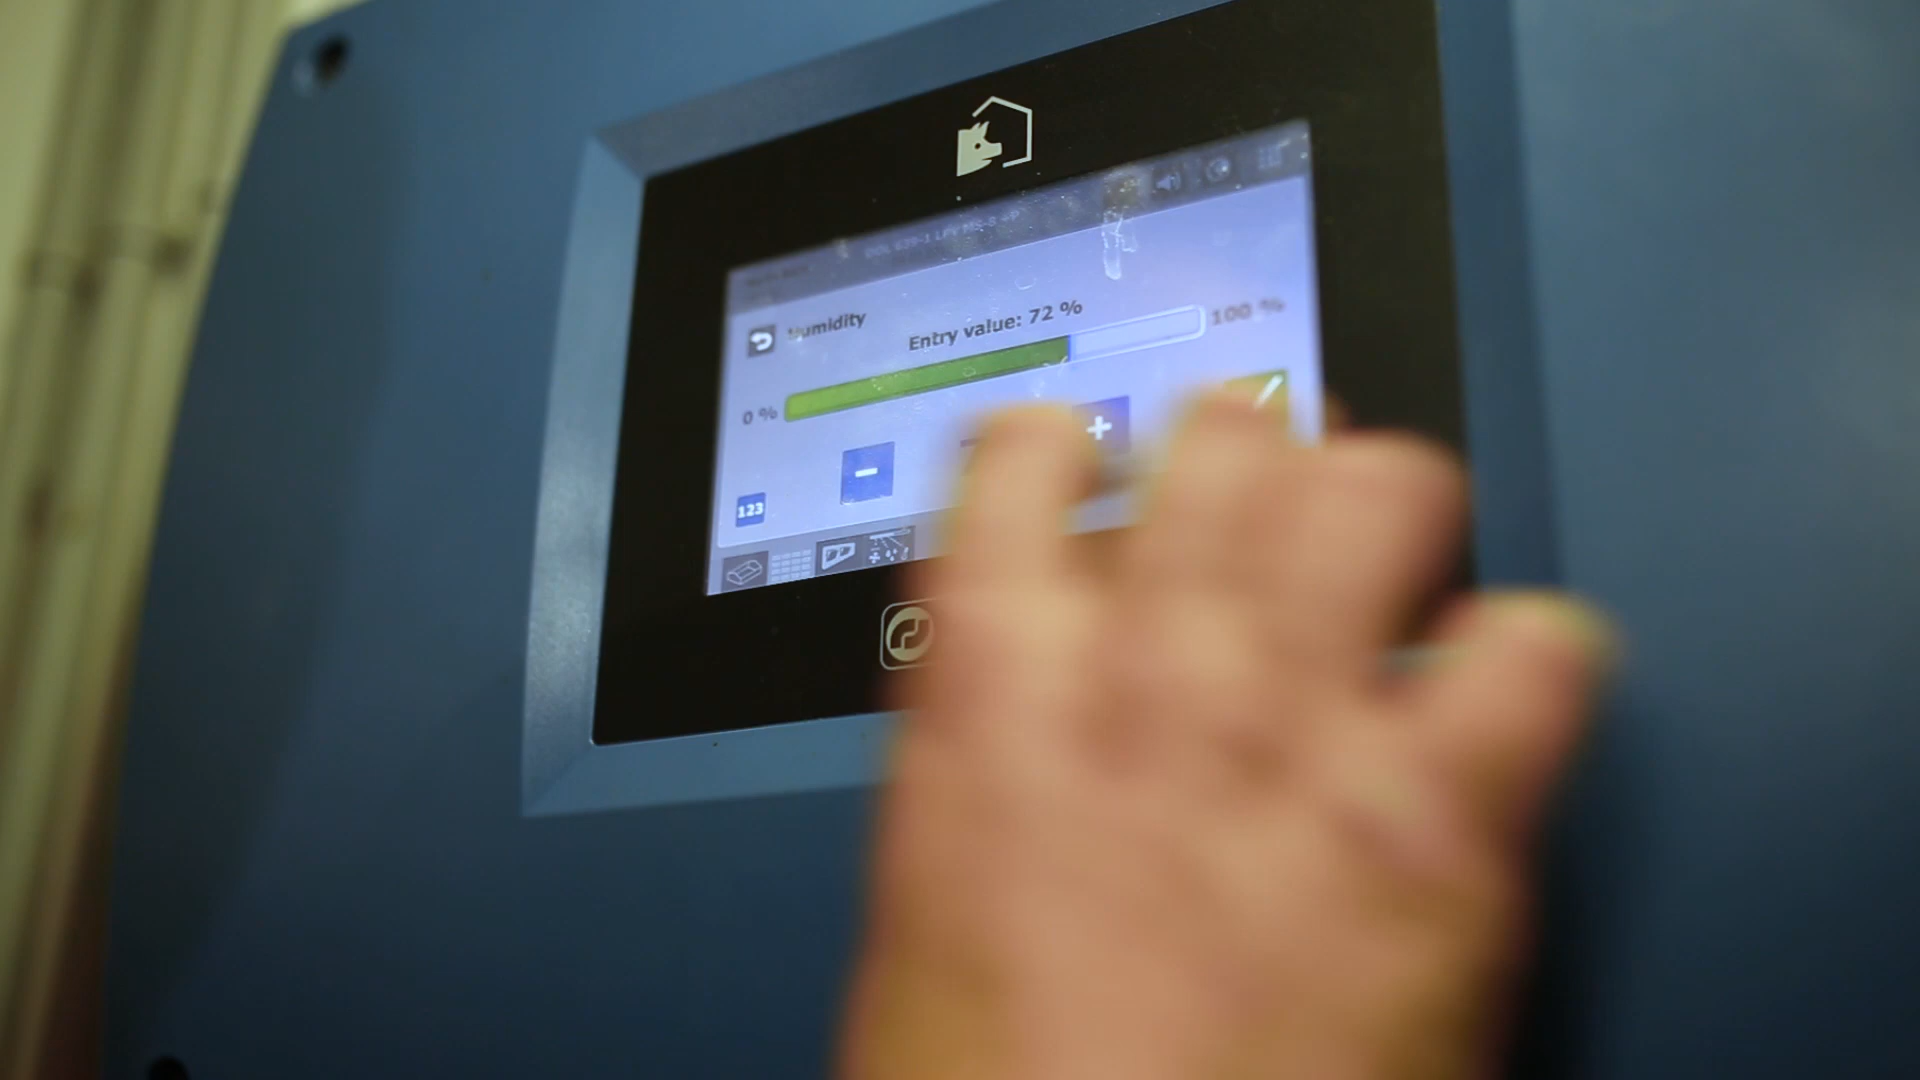 Humidity
Entry value: 72 %
100 %
0 %
-
+
123